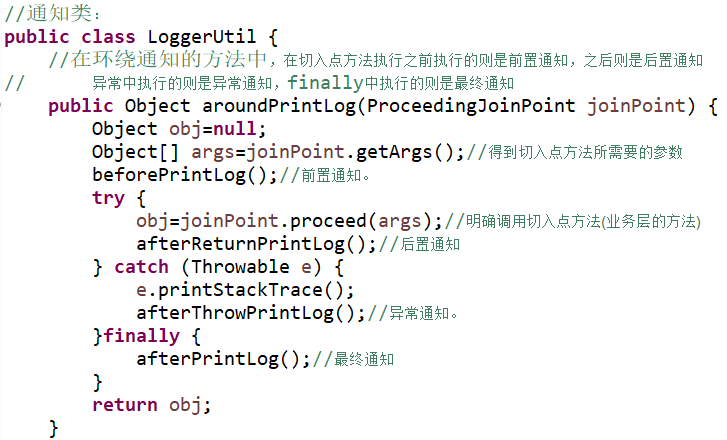 //通知类：
public class LoggerUtil {
    //在环绕通知的方法中，在切入点方法执行之前执行的则是前置通知，之后则是后置通知
//      异常中执行的则是异常通知，finally中执行的则是最终通知
    public Object aroundPrintLog(ProceedingJoinPoint joinPoint) {
        Object obj=null;
        Object[] args=joinPoint.getArgs();//得到切入点方法所需要的参数
        beforePrintLog();//前置通知。
        try {
            obj=joinPoint.proceed(args);//明确调用切入点方法(业务层的方法)
            afterReturnPrintLog();//后置通知
        } catch (Throwable e) {
            e.printStackTrace();
            afterThrowPrintLog();//异常通知。
        }finally {
            afterPrintLog();//最终通知
        }
        return obj;
    }